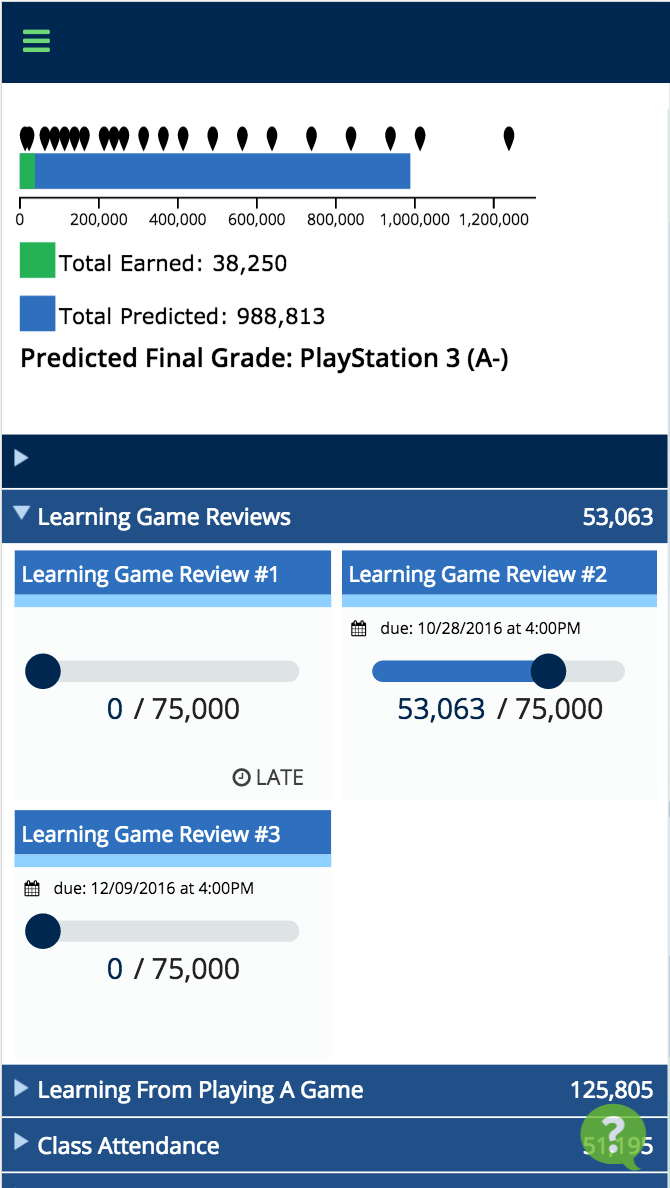 0 200,000 400,000 600,000 800,000 1,000,000 1,200,000
Total Earned: 38,250
Total Predicted: 988,813
Predicted Final Grade: PlayStation 3 (A-)
Learning Game Reviews 53,063
Learning Game Review #1
0 / 75,000
LATE
Learning Game Review #2
due: 10/28/2016 at 4:00PM
53,063 / 75,000
Learning Game Review #3
due: 12/09/2016 at 4:00PM
0 / 75,000
Learning From Playing A Game 125,805
Class Attendance 51,195
?